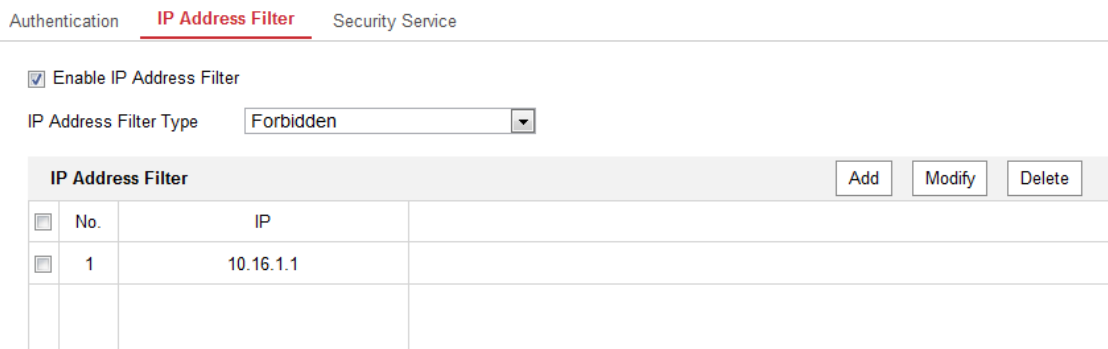 Authentication IP Address Filter Security Service
Enable IP Address Filter
IP Address Filter Type Forbidden
IP Address Filter Add Modify Delete
No. IP
1 10.16.1.1